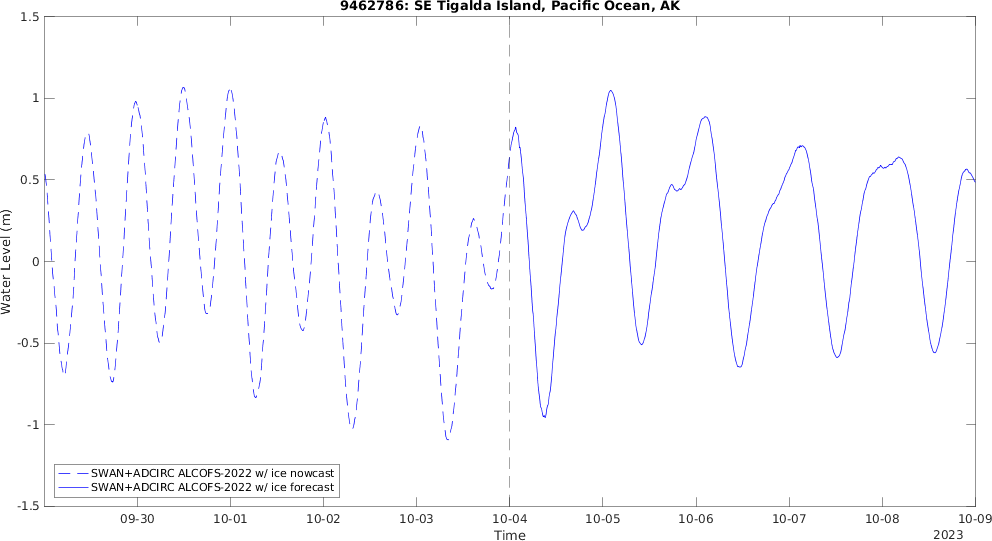 9462786: SE Tigalda Island, Pacific Ocean, AK
1.5
1
0.5
0
-0.5
-1
-1.5
Water Level (m)
SWAN+ADCIRC ALCOFS-2022 w/ ice nowcast
SWAN+ADCIRC ALCOFS-2022 w/ ice forecast
09-30 10-01 10-02 10-03 10-04 10-05 10-06 10-07 10-08 10-09
Time
2023